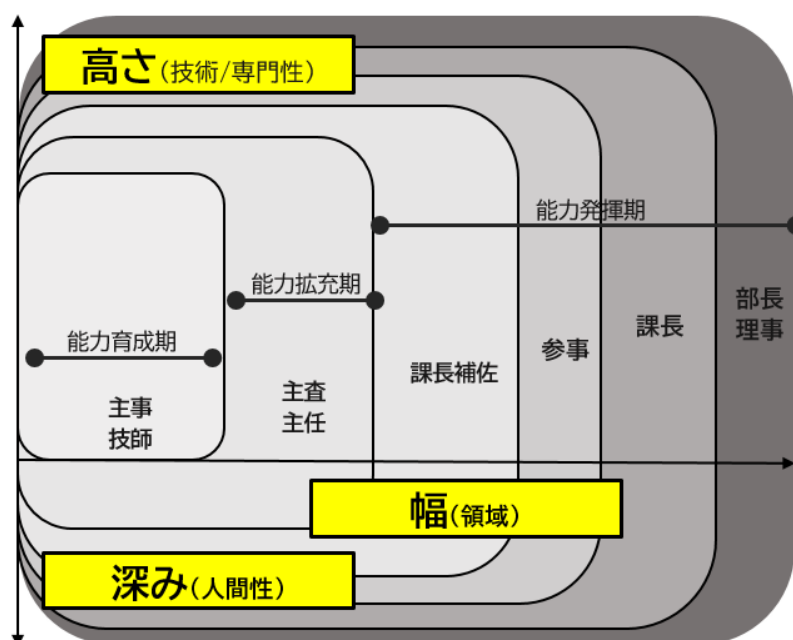 高さ(技術/専門性)
能力発揮期
能力拡充期
能力育成期
主事
技師
主査
主任
課長補佐
参事
課長
部長
理事
幅(領域)
深み(人間性)